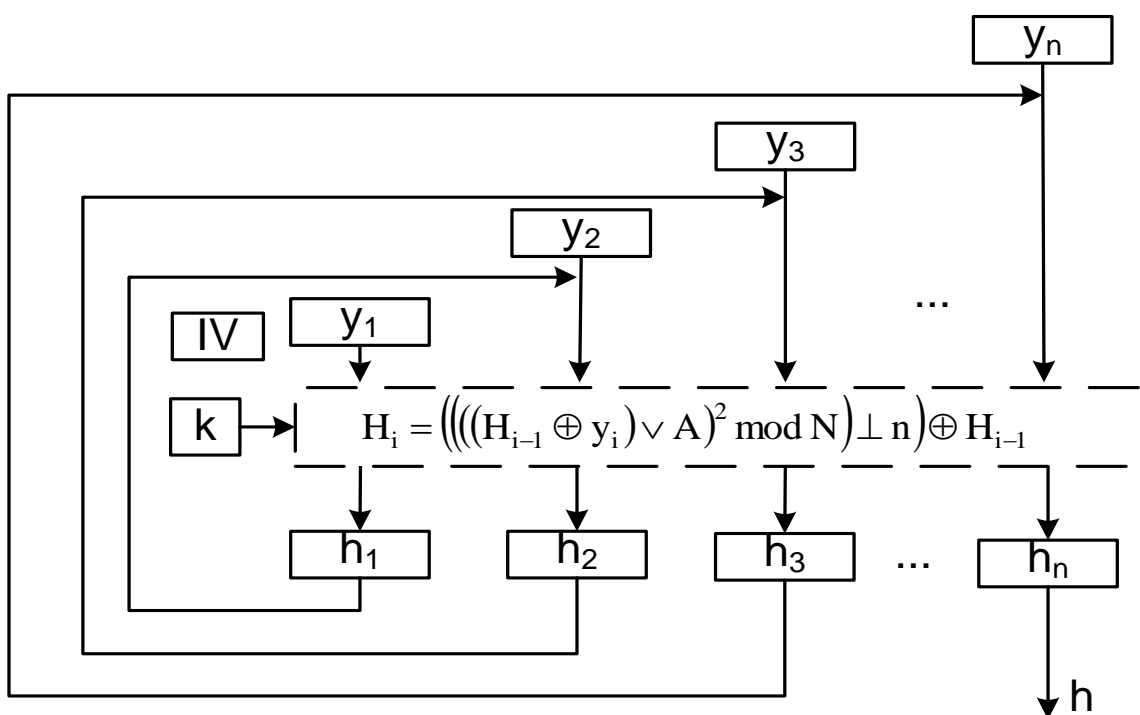 yₙ
y₃
y₂
...
IV
y₁
k
Hᵢ = ((((Hᵢ₋₁ ⊕ yᵢ) ∨ A)² mod N) ⊥ n) ⊕ Hᵢ₋₁
h₁ h₂ h₃ ... hₙ
h